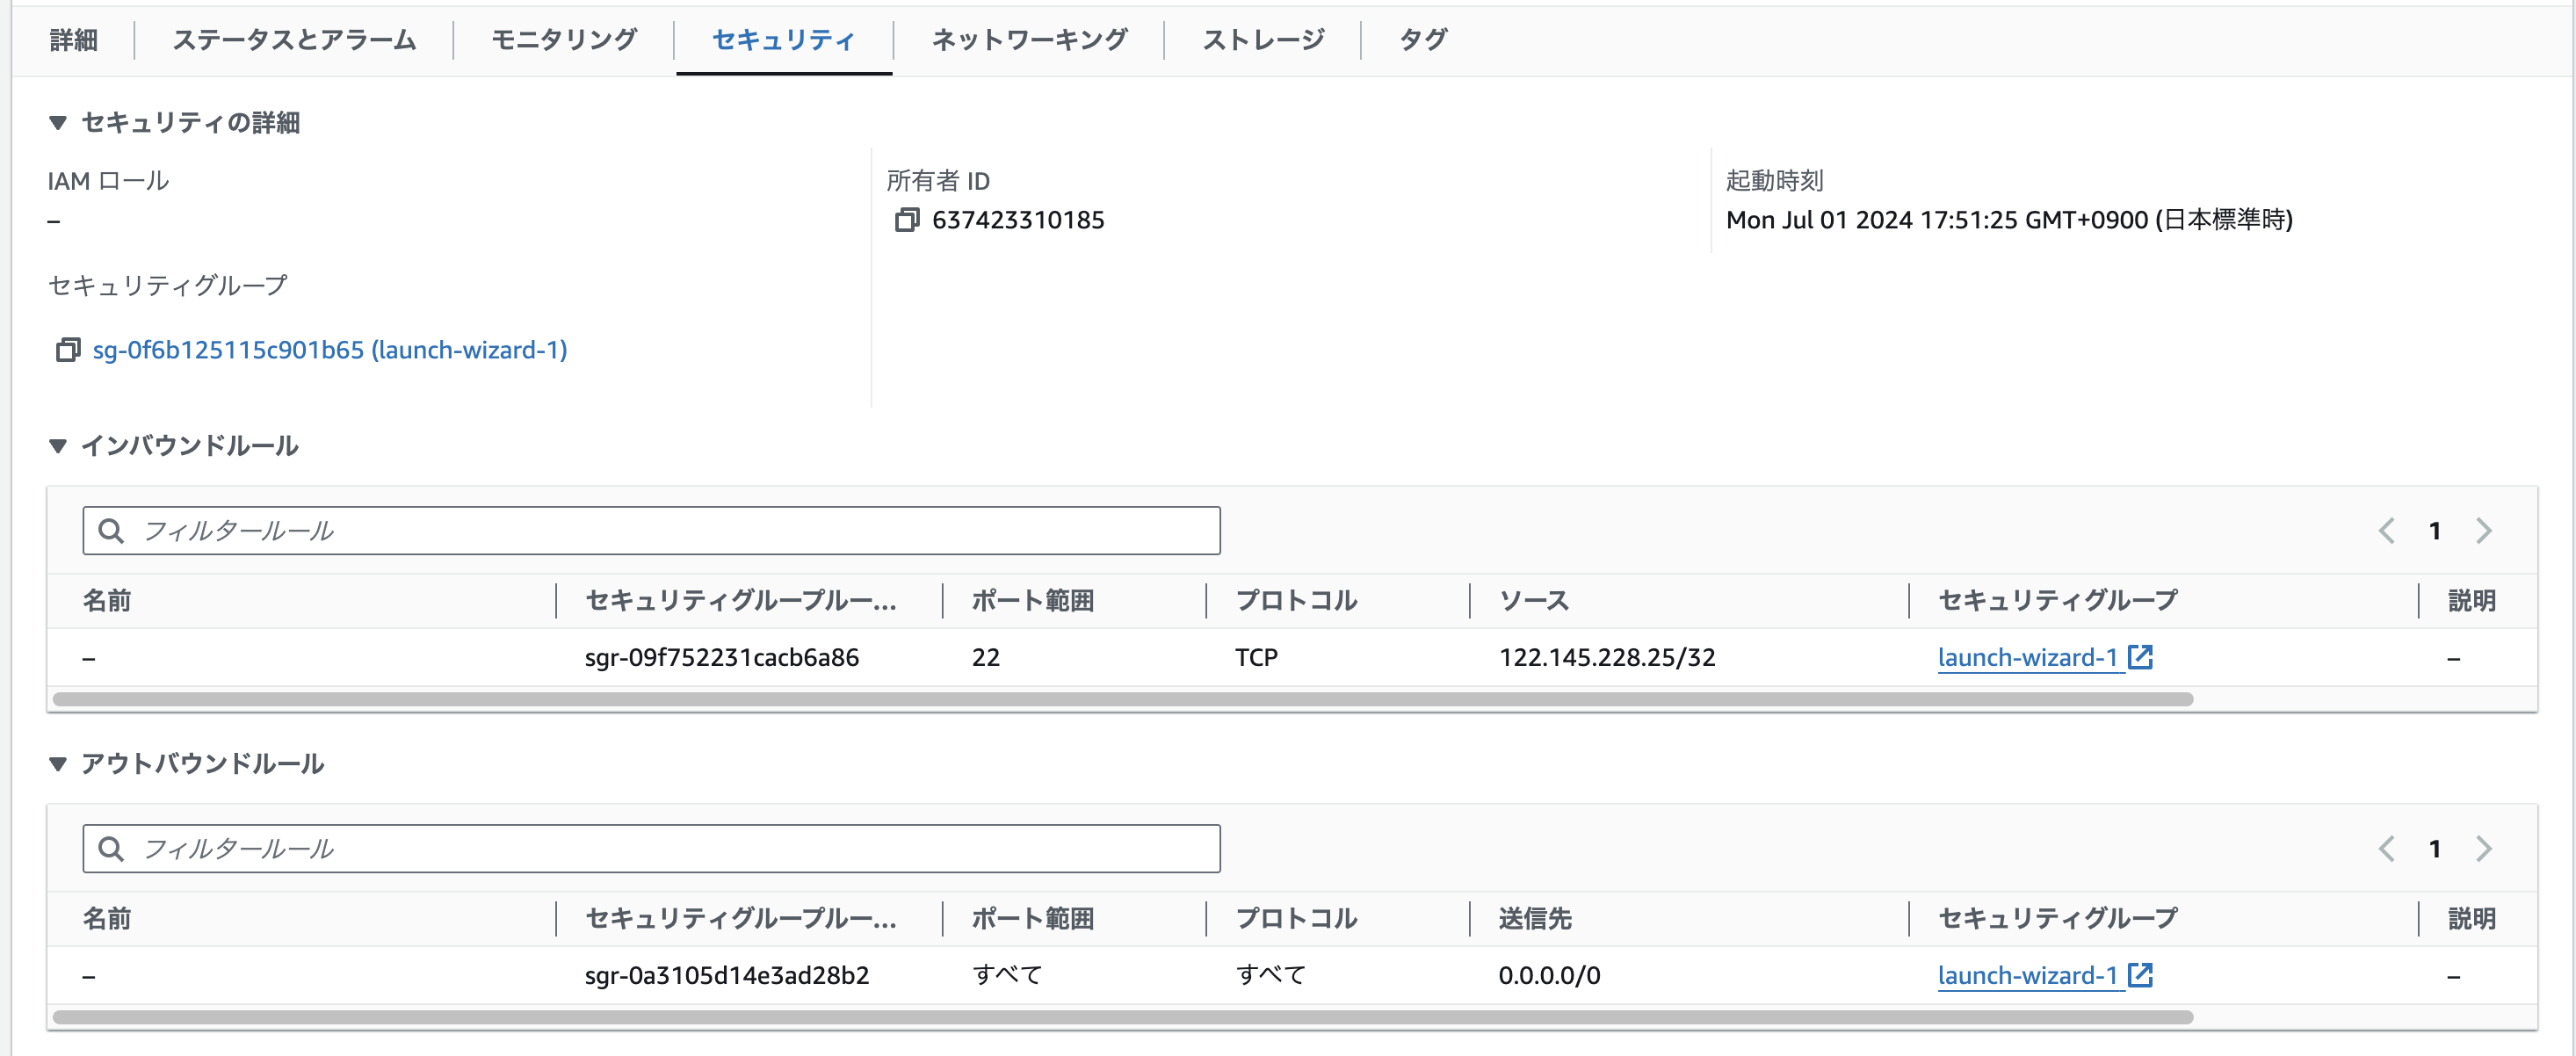 詳細 ステータスとアラーム モニタリング セキュリティ ネットワーキング ストレージ タグ
▼ セキュリティの詳細
IAM ロール
–
所有者 ID
637423310185
起動時刻
Mon Jul 01 2024 17:51:25 GMT+0900 (日本標準時)
セキュリティグループ
sg-0f6b125115c901b65 (launch-wizard-1)
▼ インバウンドルール
フィルタールール
1
名前 セキュリティグループルー... ポート範囲 プロトコル ソース セキュリティグループ 説明
– sgr-09f752231cacb6a86 22 TCP 122.145.228.25/32 launch-wizard-1 –
▼ アウトバウンドルール
フィルタールール
1
名前 セキュリティグループルー... ポート範囲 プロトコル 送信先 セキュリティグループ 説明
– sgr-0a3105d14e3ad28b2 すべて すべて 0.0.0.0/0 launch-wizard-1 –